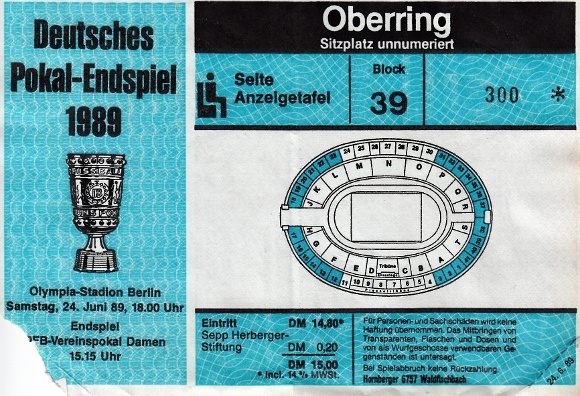 Deutsches
Pokal-Endspiel
1989
Olympia-Stadion Berlin
Samstag, 24. Juni 89, 18.00 Uhr
Endspiel
DFB-Vereinspokal Damen
15.15 Uhr
Oberring
Sitzplatz unnumeriert
Seite
Anzeigetafel
Block
39
300 *
J K L M N O P Q R
H G F E D C B A T S
Tribüne
Eintritt DM 14,80*
Sepp Herberger-
Stiftung DM 0,20
DM 15,00
* incl. 14 % MWSt.
Für Personen- und Sachschäden wird keine
Haftung übernommen. Das Mitbringen von
Transparenten, Flaschen und Dosen und
von als Wurfgeschosse verwendbaren Ge-
genständen ist untersagt.
Bei Spielabbruch keine Rückzahlung.
Hornberger 6757 Waldfischbach
24. 6. 89